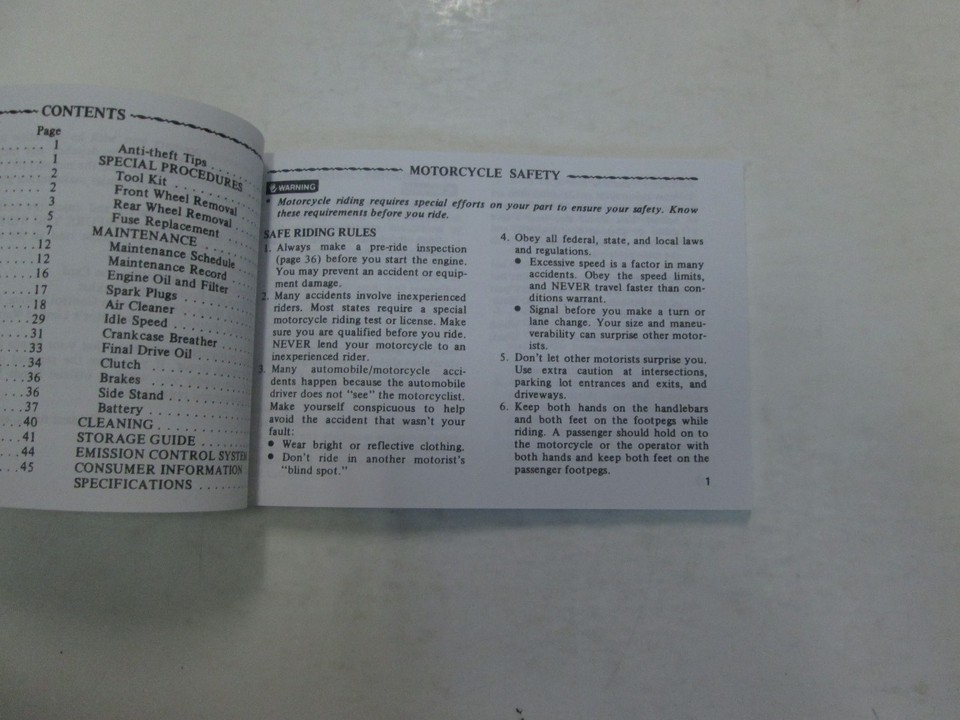 CONTENTS
Page
1
1
2
2
3
5
7
12
12
16
17
18
29
31
33
34
36
36
37
40
41
44
45
Anti-theft Tips
SPECIAL PROCEDURES
Tool Kit
Front Wheel Removal
Rear Wheel Removal
Fuse Replacement
MAINTENANCE
Maintenance Schedule
Maintenance Record
Engine Oil and Filter
Spark Plugs
Air Cleaner
Idle Speed
Crankcase Breather
Final Drive Oil
Clutch
Brakes
Side Stand
Battery
CLEANING
STORAGE GUIDE
EMISSION CONTROL SYSTEM
CONSUMER INFORMATION
SPECIFICATIONS
MOTORCYCLE SAFETY
WARNING
• Motorcycle riding requires special efforts on your part to ensure your safety. Know
these requirements before you ride.
SAFE RIDING RULES
1. Always make a pre-ride inspection
(page 36) before you start the engine.
You may prevent an accident or equip-
ment damage.
2. Many accidents involve inexperienced
riders. Most states require a special
motorcycle riding test or license. Make
sure you are qualified before you ride.
NEVER lend your motorcycle to an
inexperienced rider.
3. Many automobile/motorcycle acci-
dents happen because the automobile
driver does not "see" the motorcyclist.
Make yourself conspicuous to help
avoid the accident that wasn't your
fault:
● Wear bright or reflective clothing.
● Don't ride in another motorist's
"blind spot."
4. Obey all federal, state, and local laws
and regulations.
● Excessive speed is a factor in many
accidents. Obey the speed limits,
and NEVER travel faster than con-
ditions warrant.
● Signal before you make a turn or
lane change. Your size and maneu-
verability can surprise other motor-
ists.
5. Don't let other motorists surprise you.
Use extra caution at intersections,
parking lot entrances and exits, and
driveways.
6. Keep both hands on the handlebars
and both feet on the footpegs while
riding. A passenger should hold on to
the motorcycle or the operator with
both hands and keep both feet on the
passenger footpegs.
1